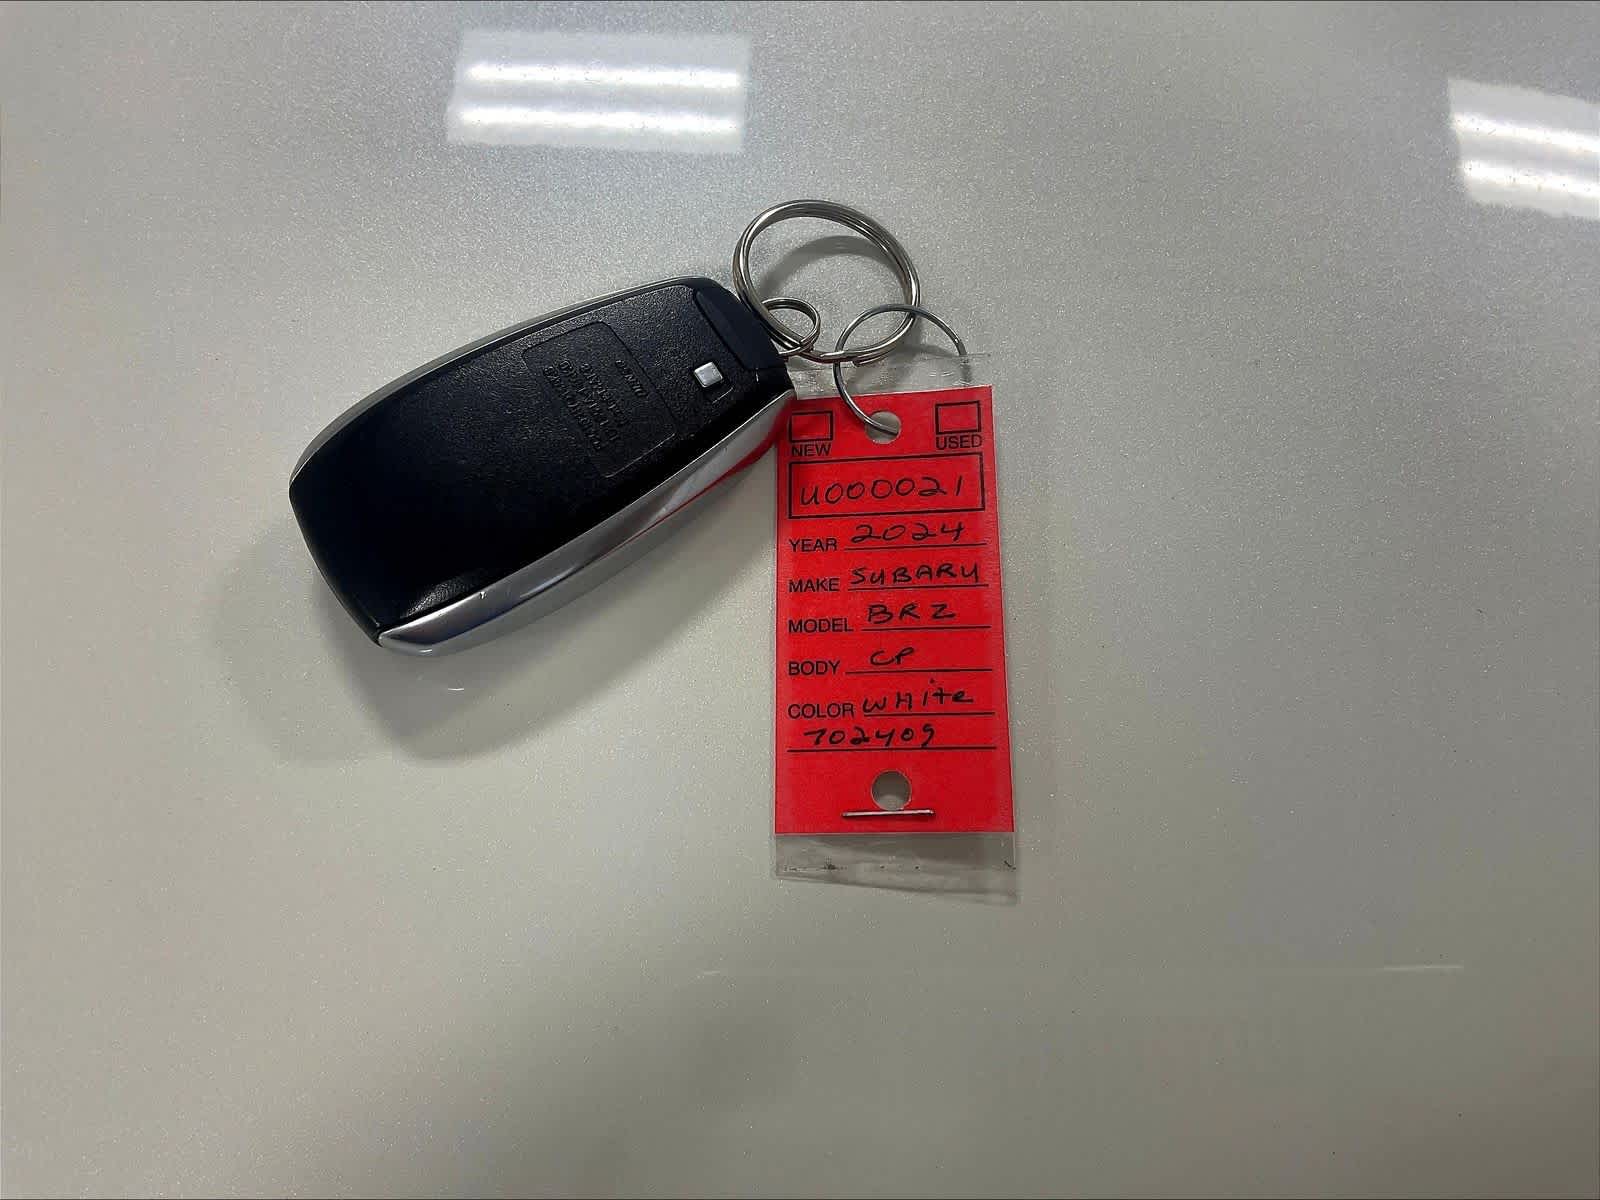 NEW USED
U000021
YEAR 2024
MAKE SUBARU
MODEL BRZ
BODY CP
COLOR WHite
702409